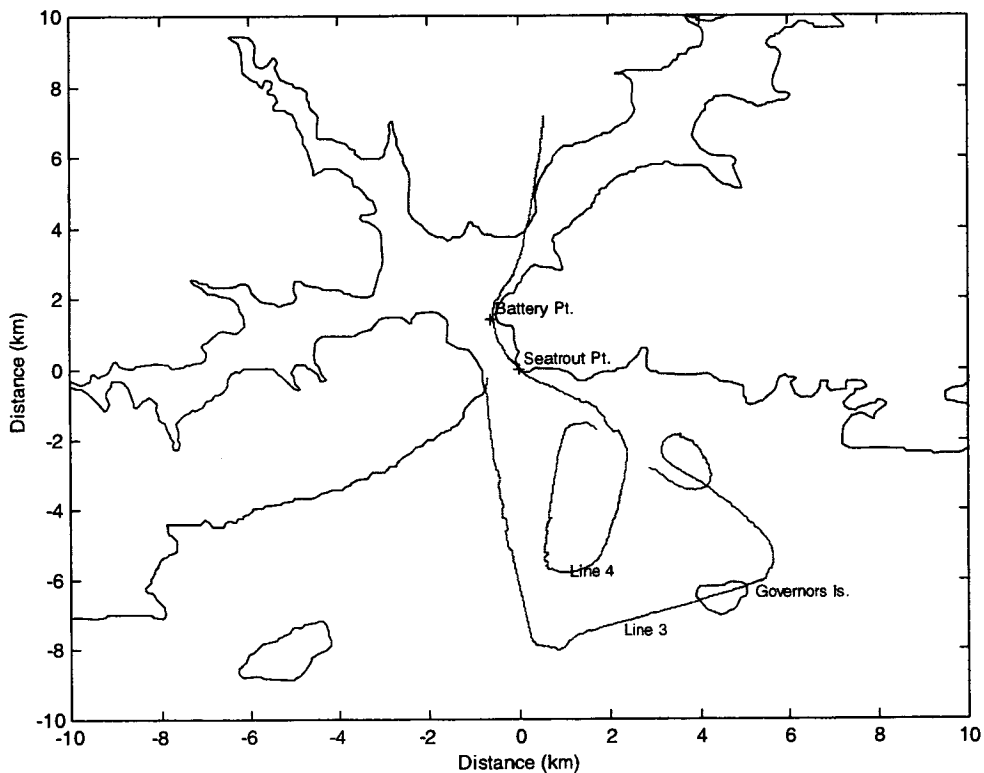 10
8
6
4
2
0
-2
-4
-6
-8
-10
Distance (km)
Battery Pt.
Seatrout Pt.
Line 4
Governors Is.
Line 3
-10 -8 -6 -4 -2 0 2 4 6 8 10
Distance (km)